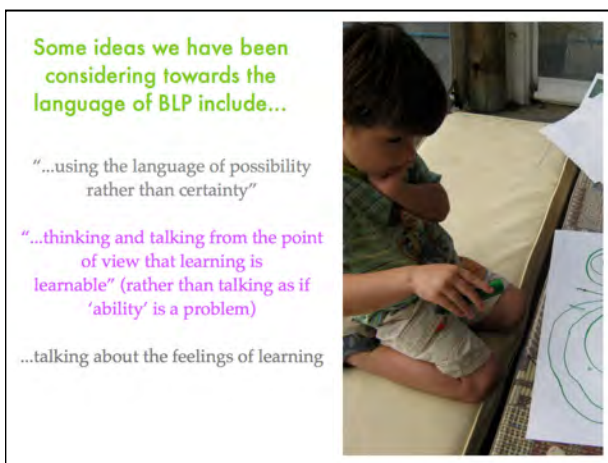 Some ideas we have been
considering towards the
language of BLP include...
“...using the language of possibility
rather than certainty”
“...thinking and talking from the point
of view that learning is
learnable” (rather than talking as if
‘ability’ is a problem)
...talking about the feelings of learning